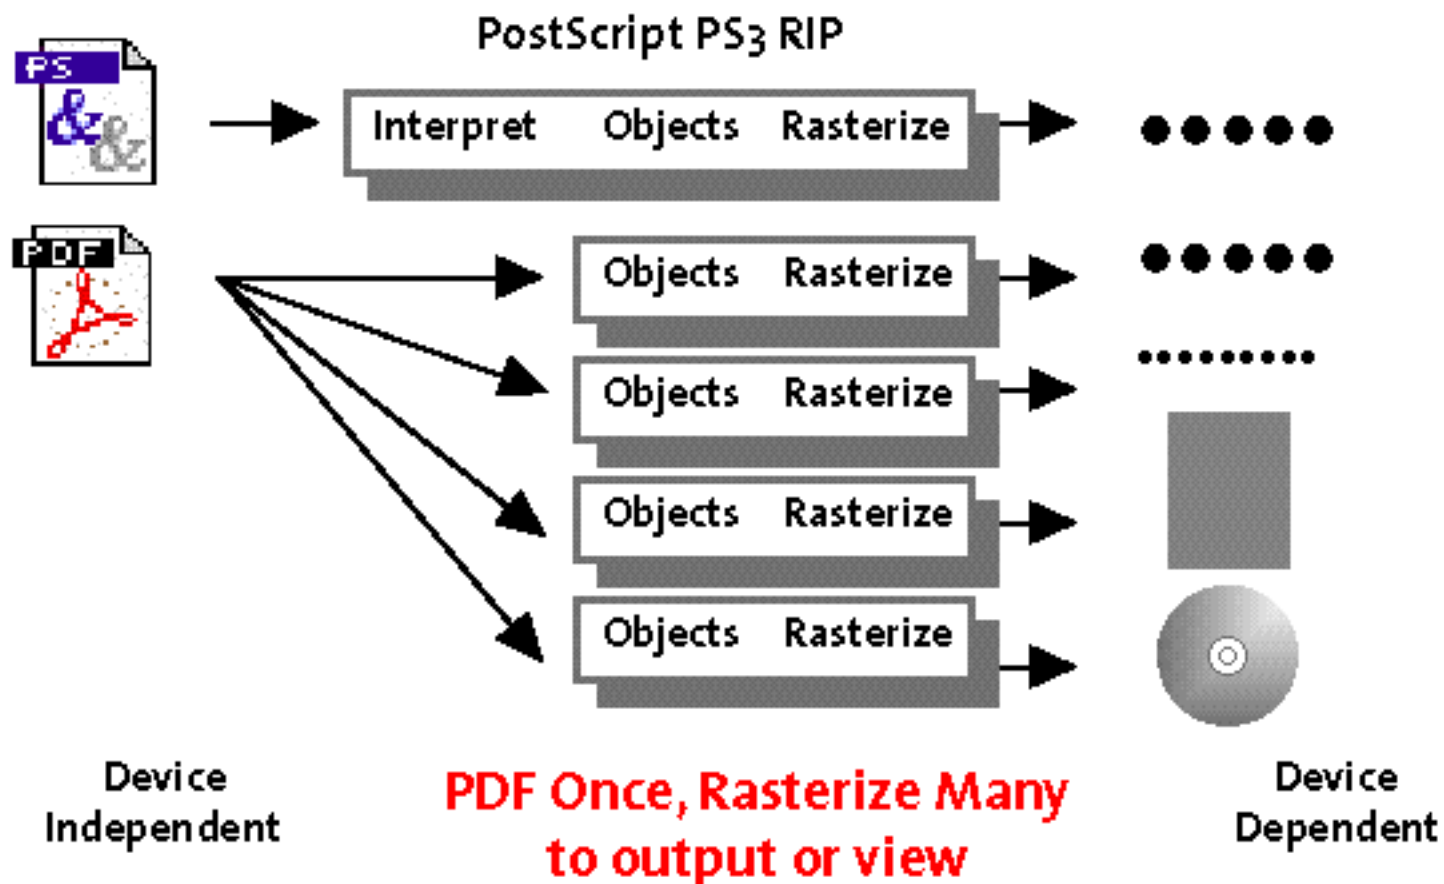 PostScript PS3 RIP
PS
&&
Interpret Objects Rasterize
PDF
Objects Rasterize
Objects Rasterize
Objects Rasterize
Objects Rasterize
Device
Independent
PDF Once, Rasterize Many
to output or view
Device
Dependent